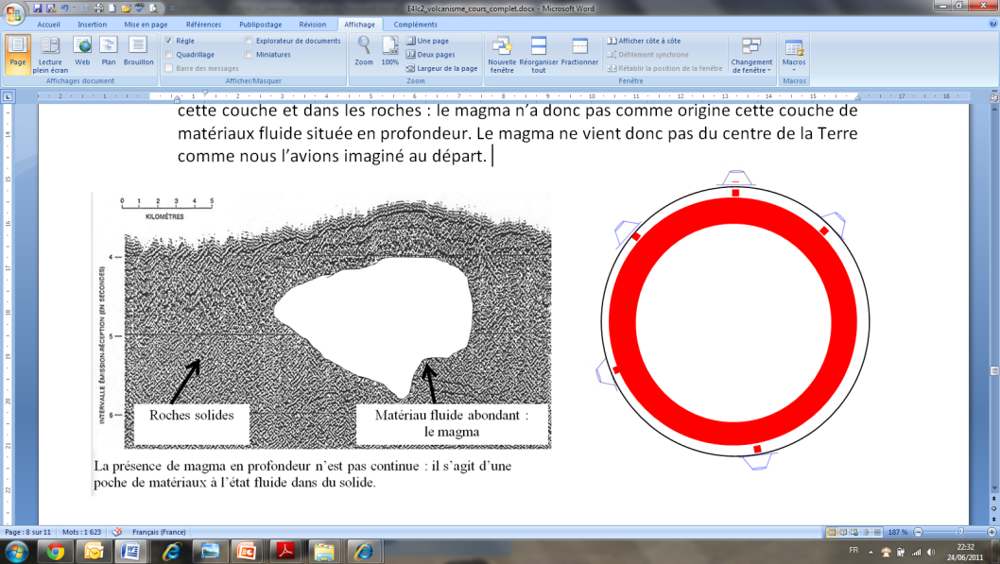 E4lc2_volcanisme_cours_complet.docx - Microsoft Word
Accueil Insertion Mise en page Références Publipostage Révision Affichage Compléments
Page
Lecture
plein écran
Web
Plan
Brouillon
Affichages document
Règle
Quadrillage
Barre des messages
Explorateur de documents
Miniatures
Afficher/Masquer
Zoom
100%
Une page
Deux pages
Largeur de la page
Zoom
Nouvelle
fenêtre
Réorganiser
tout
Fractionner
Afficher côte à côte
Défilement synchrone
Rétablir la position de la fenêtre
Changement
de fenêtre
Fenêtre
Macros
Macros
cette couche et dans les roches : le magma n’a donc pas comme origine cette couche de
matériaux fluide située en profondeur. Le magma ne vient donc pas du centre de la Terre
comme nous l’avions imaginé au départ.
0 1 2 3 4 5
KILOMÈTRES
INTERVALLE ÉMISSION-RÉCEPTION (EN SECONDES)
4
5
6
Roches solides
Matériau fluide abondant :
le magma
La présence de magma en profondeur n’est pas continue : il s’agit d’une
poche de matériaux à l’état fluide dans du solide.
Page : 8 sur 11 Mots : 1 623 Français (France) 187 %
FR 22:32
24/06/2011